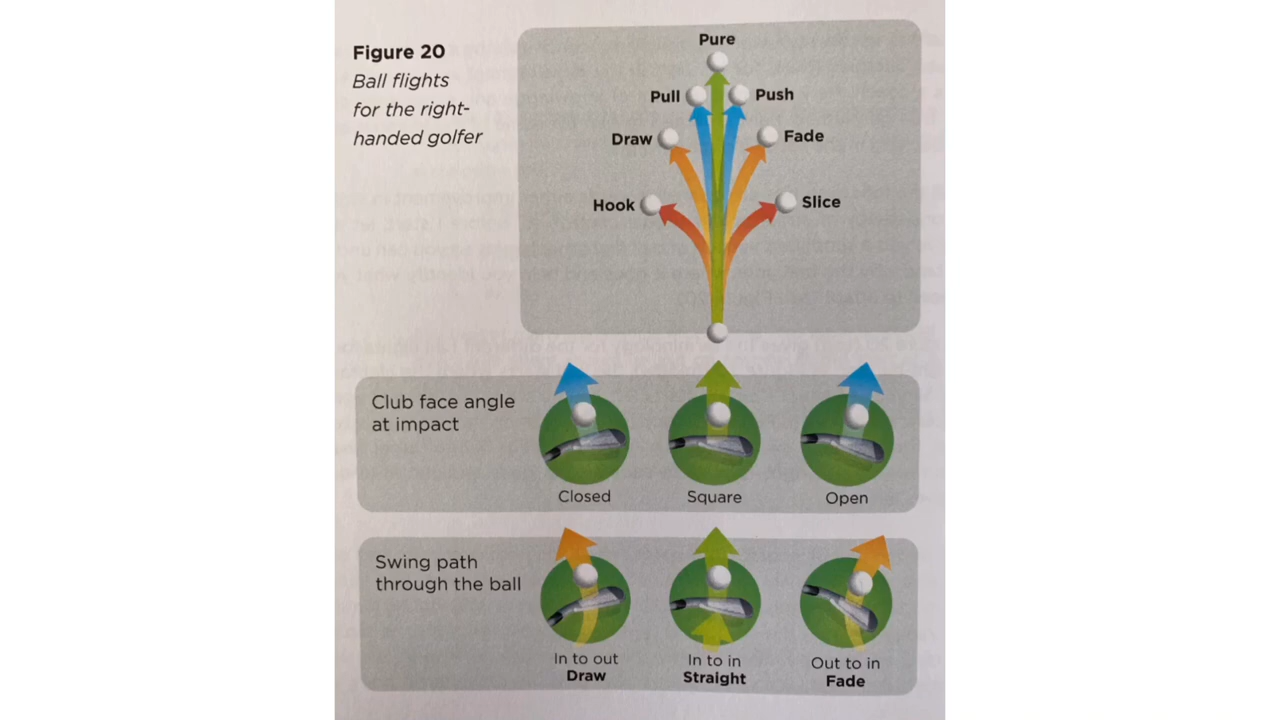 Figure 20
Ball flights
for the right-
handed golfer
Pure
Pull
Push
Draw
Fade
Hook
Slice
Club face angle
at impact
Closed
Square
Open
Swing path
through the ball
In to out
Draw
In to in
Straight
Out to in
Fade